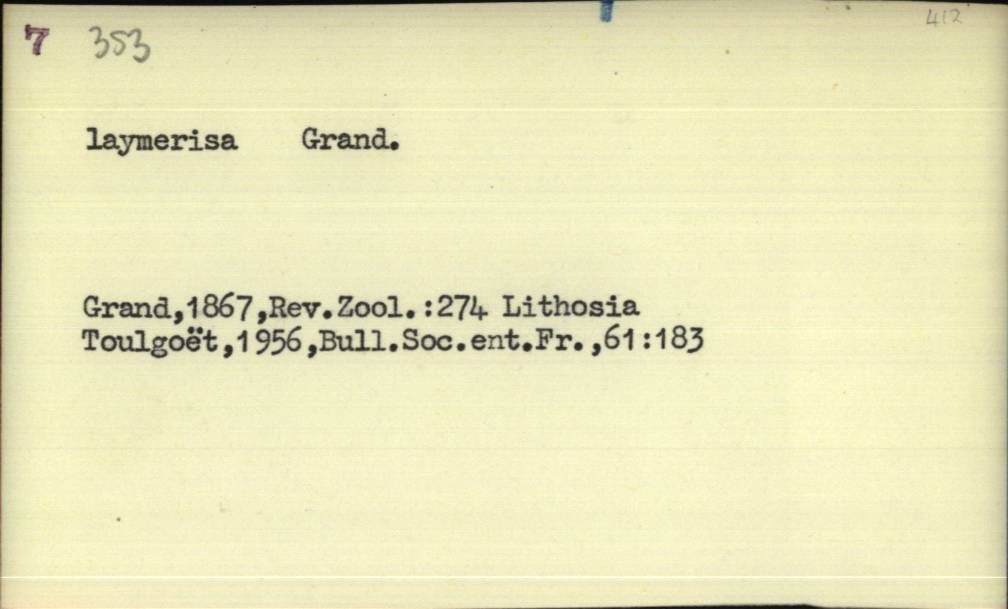 7 353 412
laymerisa Grand.
Grand,1867,Rev.Zool.:274 Lithosia
Toulgoët,1956,Bull.Soc.ent.Fr.,61:183